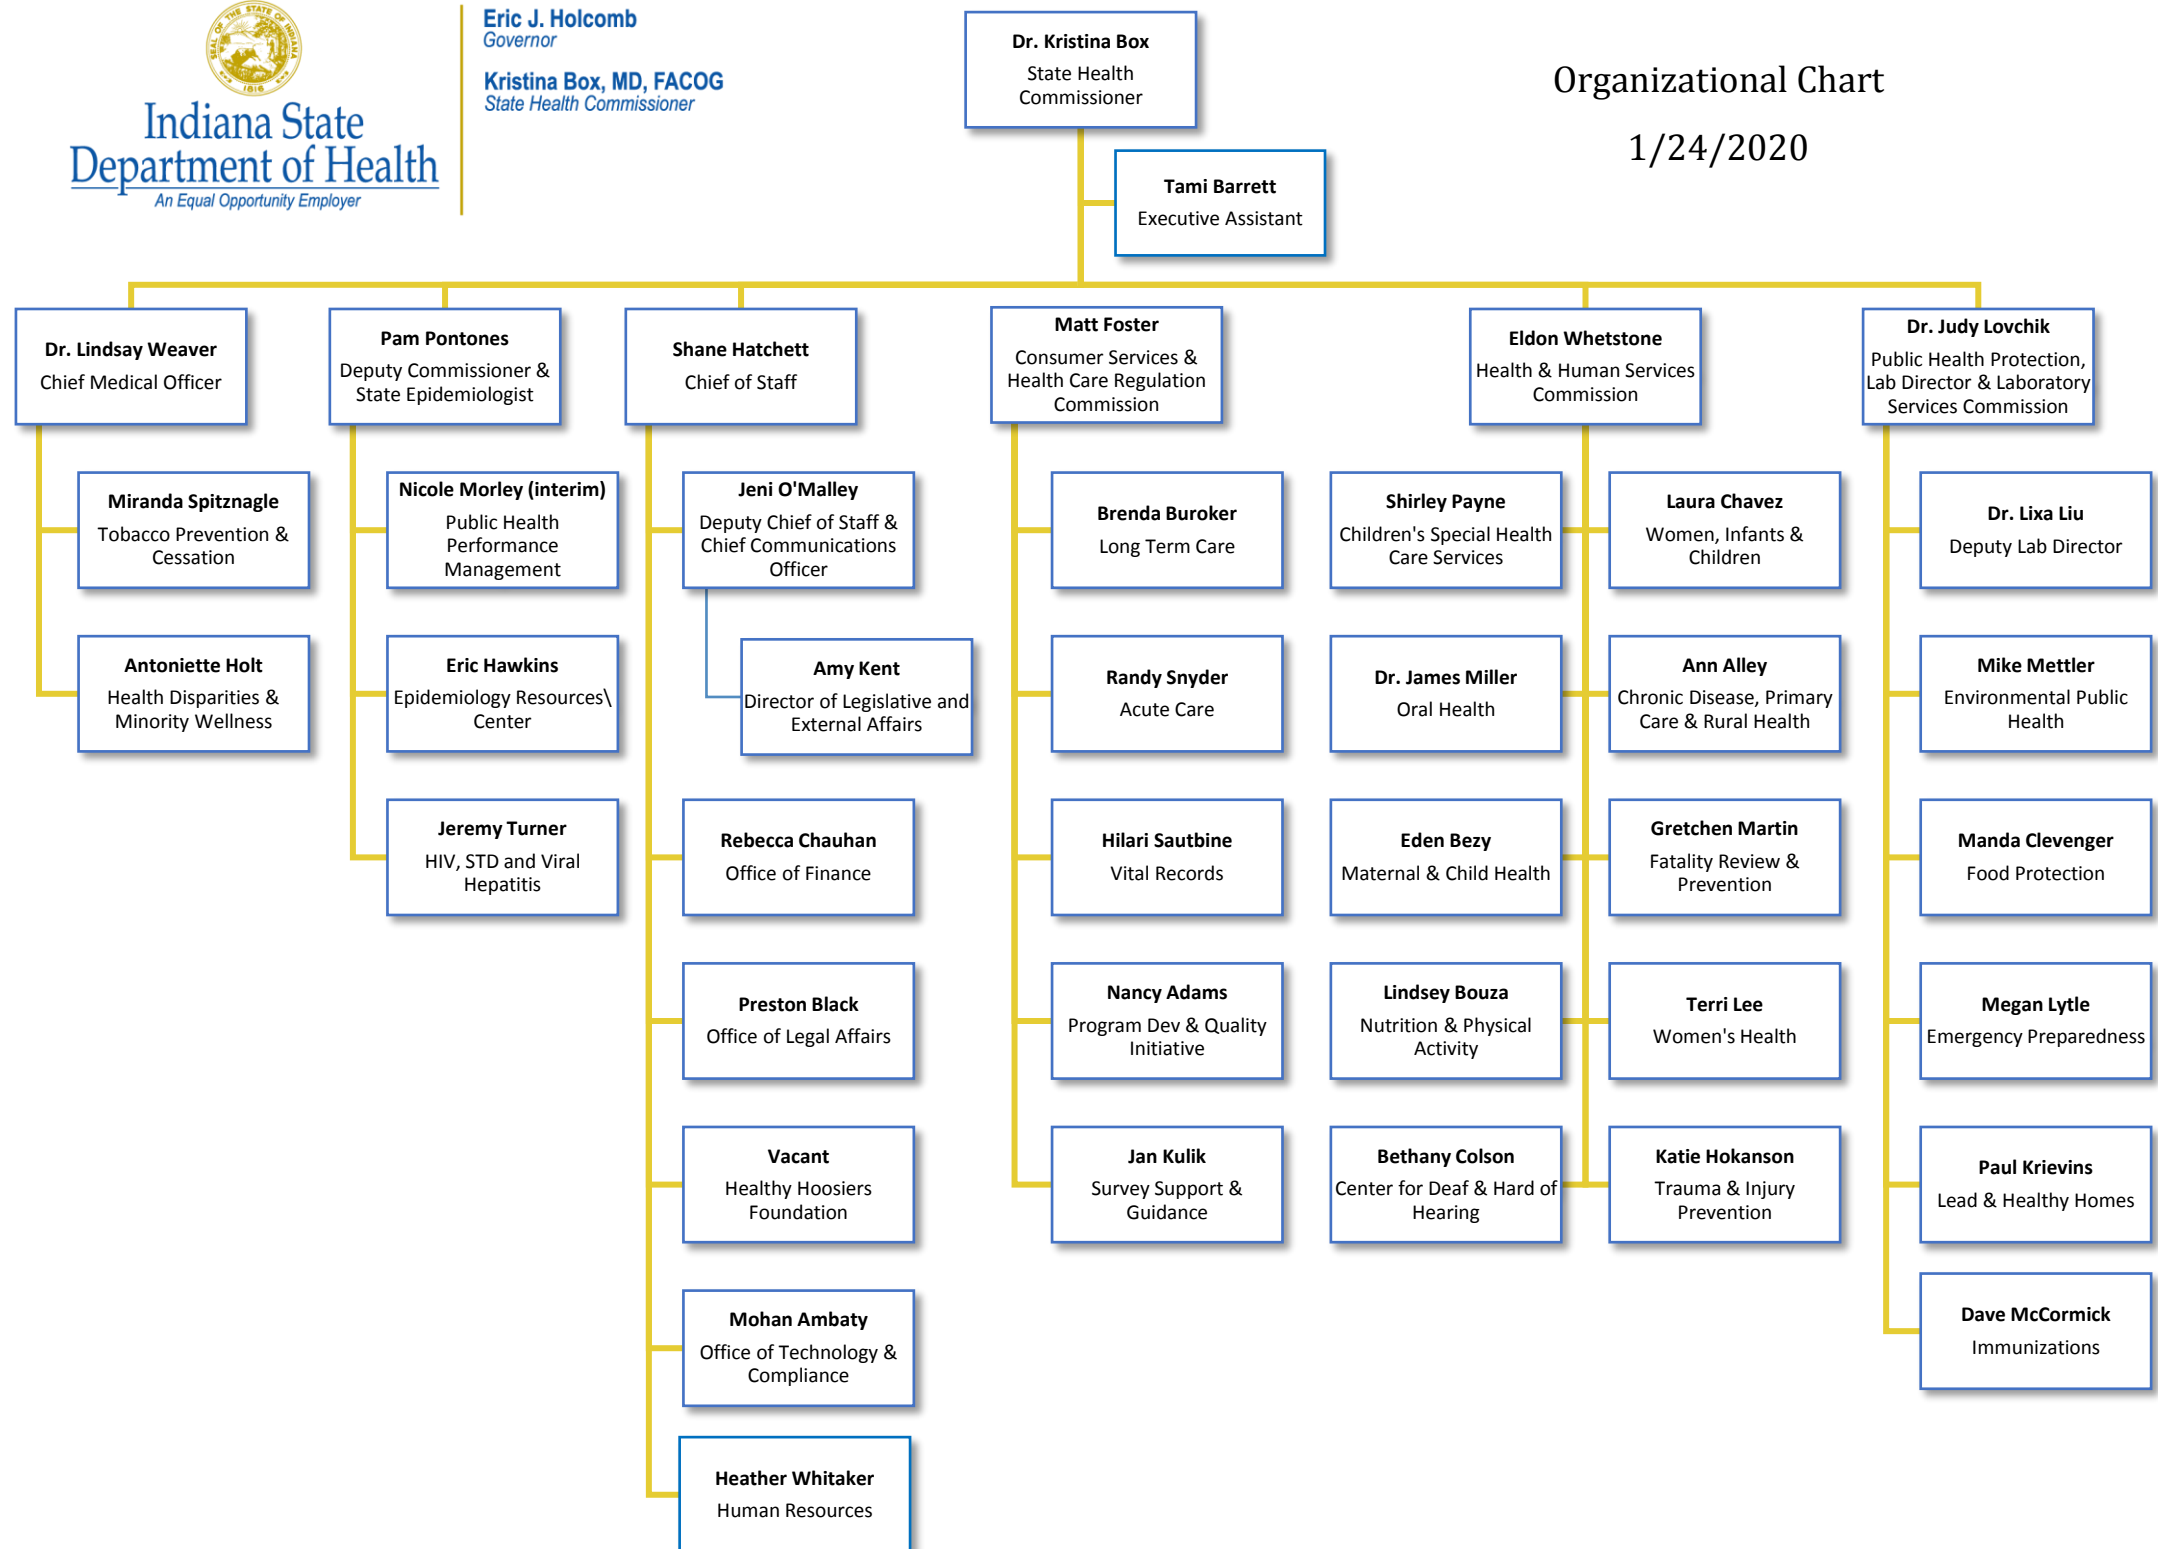 SEAL OF THE STATE OF INDIANA
1816
Indiana State
Department of Health
An Equal Opportunity Employer
Eric J. Holcomb
Governor
Kristina Box, MD, FACOG
State Health Commissioner
Dr. Kristina Box
State Health
Commissioner
Organizational Chart
1/24/2020
Tami Barrett
Executive Assistant
Dr. Lindsay Weaver
Chief Medical Officer
Miranda Spitznagle
Tobacco Prevention &
Cessation
Antoniette Holt
Health Disparities &
Minority Wellness
Pam Pontones
Deputy Commissioner &
State Epidemiologist
Nicole Morley (interim)
Public Health
Performance
Management
Eric Hawkins
Epidemiology Resources\
Center
Jeremy Turner
HIV, STD and Viral
Hepatitis
Shane Hatchett
Chief of Staff
Jeni O'Malley
Deputy Chief of Staff &
Chief Communications
Officer
Amy Kent
Director of Legislative and
External Affairs
Rebecca Chauhan
Office of Finance
Preston Black
Office of Legal Affairs
Vacant
Healthy Hoosiers
Foundation
Mohan Ambaty
Office of Technology &
Compliance
Heather Whitaker
Human Resources
Matt Foster
Consumer Services &
Health Care Regulation
Commission
Brenda Buroker
Long Term Care
Randy Snyder
Acute Care
Hilari Sautbine
Vital Records
Nancy Adams
Program Dev & Quality
Initiative
Jan Kulik
Survey Support &
Guidance
Eldon Whetstone
Health & Human Services
Commission
Shirley Payne
Children's Special Health
Care Services
Laura Chavez
Women, Infants &
Children
Dr. James Miller
Oral Health
Ann Alley
Chronic Disease, Primary
Care & Rural Health
Eden Bezy
Maternal & Child Health
Gretchen Martin
Fatality Review &
Prevention
Lindsey Bouza
Nutrition & Physical
Activity
Terri Lee
Women's Health
Bethany Colson
Center for Deaf & Hard of
Hearing
Katie Hokanson
Trauma & Injury
Prevention
Dr. Judy Lovchik
Public Health Protection,
Lab Director & Laboratory
Services Commission
Dr. Lixa Liu
Deputy Lab Director
Mike Mettler
Environmental Public
Health
Manda Clevenger
Food Protection
Megan Lytle
Emergency Preparedness
Paul Krievins
Lead & Healthy Homes
Dave McCormick
Immunizations